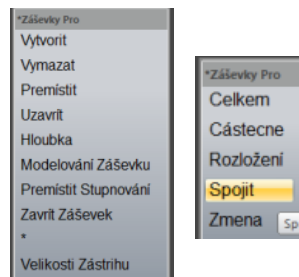 *Záševky Pro
Vytvorit
Vymazat
Premístit
Uzavrít
Hloubka
Modelování Záševku
Premístit Stupnování
Zavrít Záševek
*
Velikosti Zástrihu
*Záševky Pro
Celkem
Cástecne
Rozložení
Spojit
Zmena
Sp